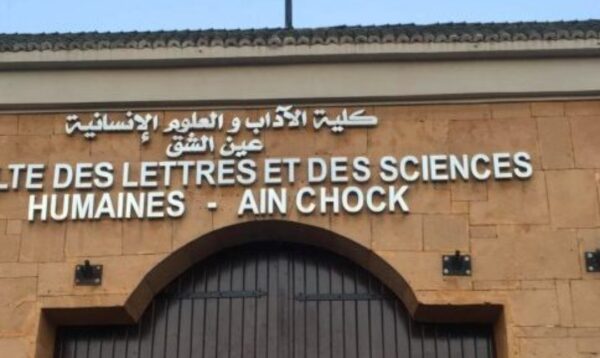 كلية الآداب و العلوم الإنسانية
عين الشق
LTE DES LETTRES ET DES SCIENCES
HUMAINES - AIN CHOCK